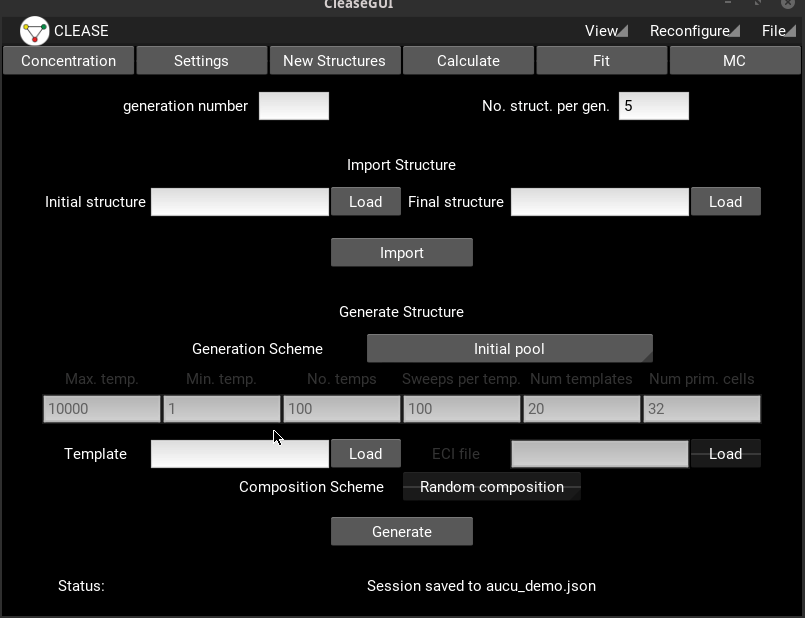 CleaseGUI
CLEASE View Reconfigure File
Concentration Settings New Structures Calculate Fit MC
generation number No. struct. per gen. 5
Import Structure
Initial structure Load Final structure Load
Import
Generate Structure
Generation Scheme Initial pool
Max. temp. Min. temp. No. temps Sweeps per temp. Num templates Num prim. cells
10000 1 100 100 20 32
Template Load ECI file Load
Composition Scheme Random composition
Generate
Status: Session saved to aucu_demo.json